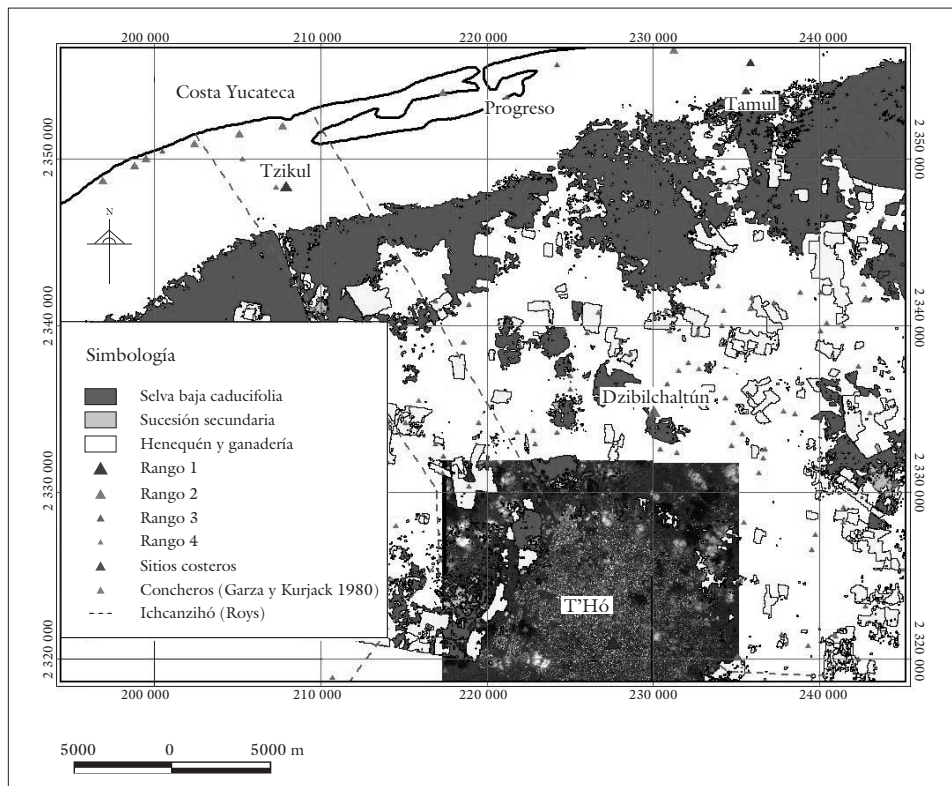 200 000 210 000 220 000 230 000 240 000
Costa Yucateca
Progreso
Tamul
2 350 000
2 350 000
Tzikul
N
2 340 000
2 340 000
Simbología
Selva baja caducifolia
Sucesión secundaria
Henequén y ganadería
Rango 1
Rango 2
Rango 3
Rango 4
Sitios costeros
Concheros (Garza y Kurjack 1980)
Ichcanzihó (Roys)
Dzibilchaltún
2 330 000
2 330 000
T'Hó
2 320 000
2 320 000
200 000 210 000 220 000 230 000 240 000
5000 0 5000 m